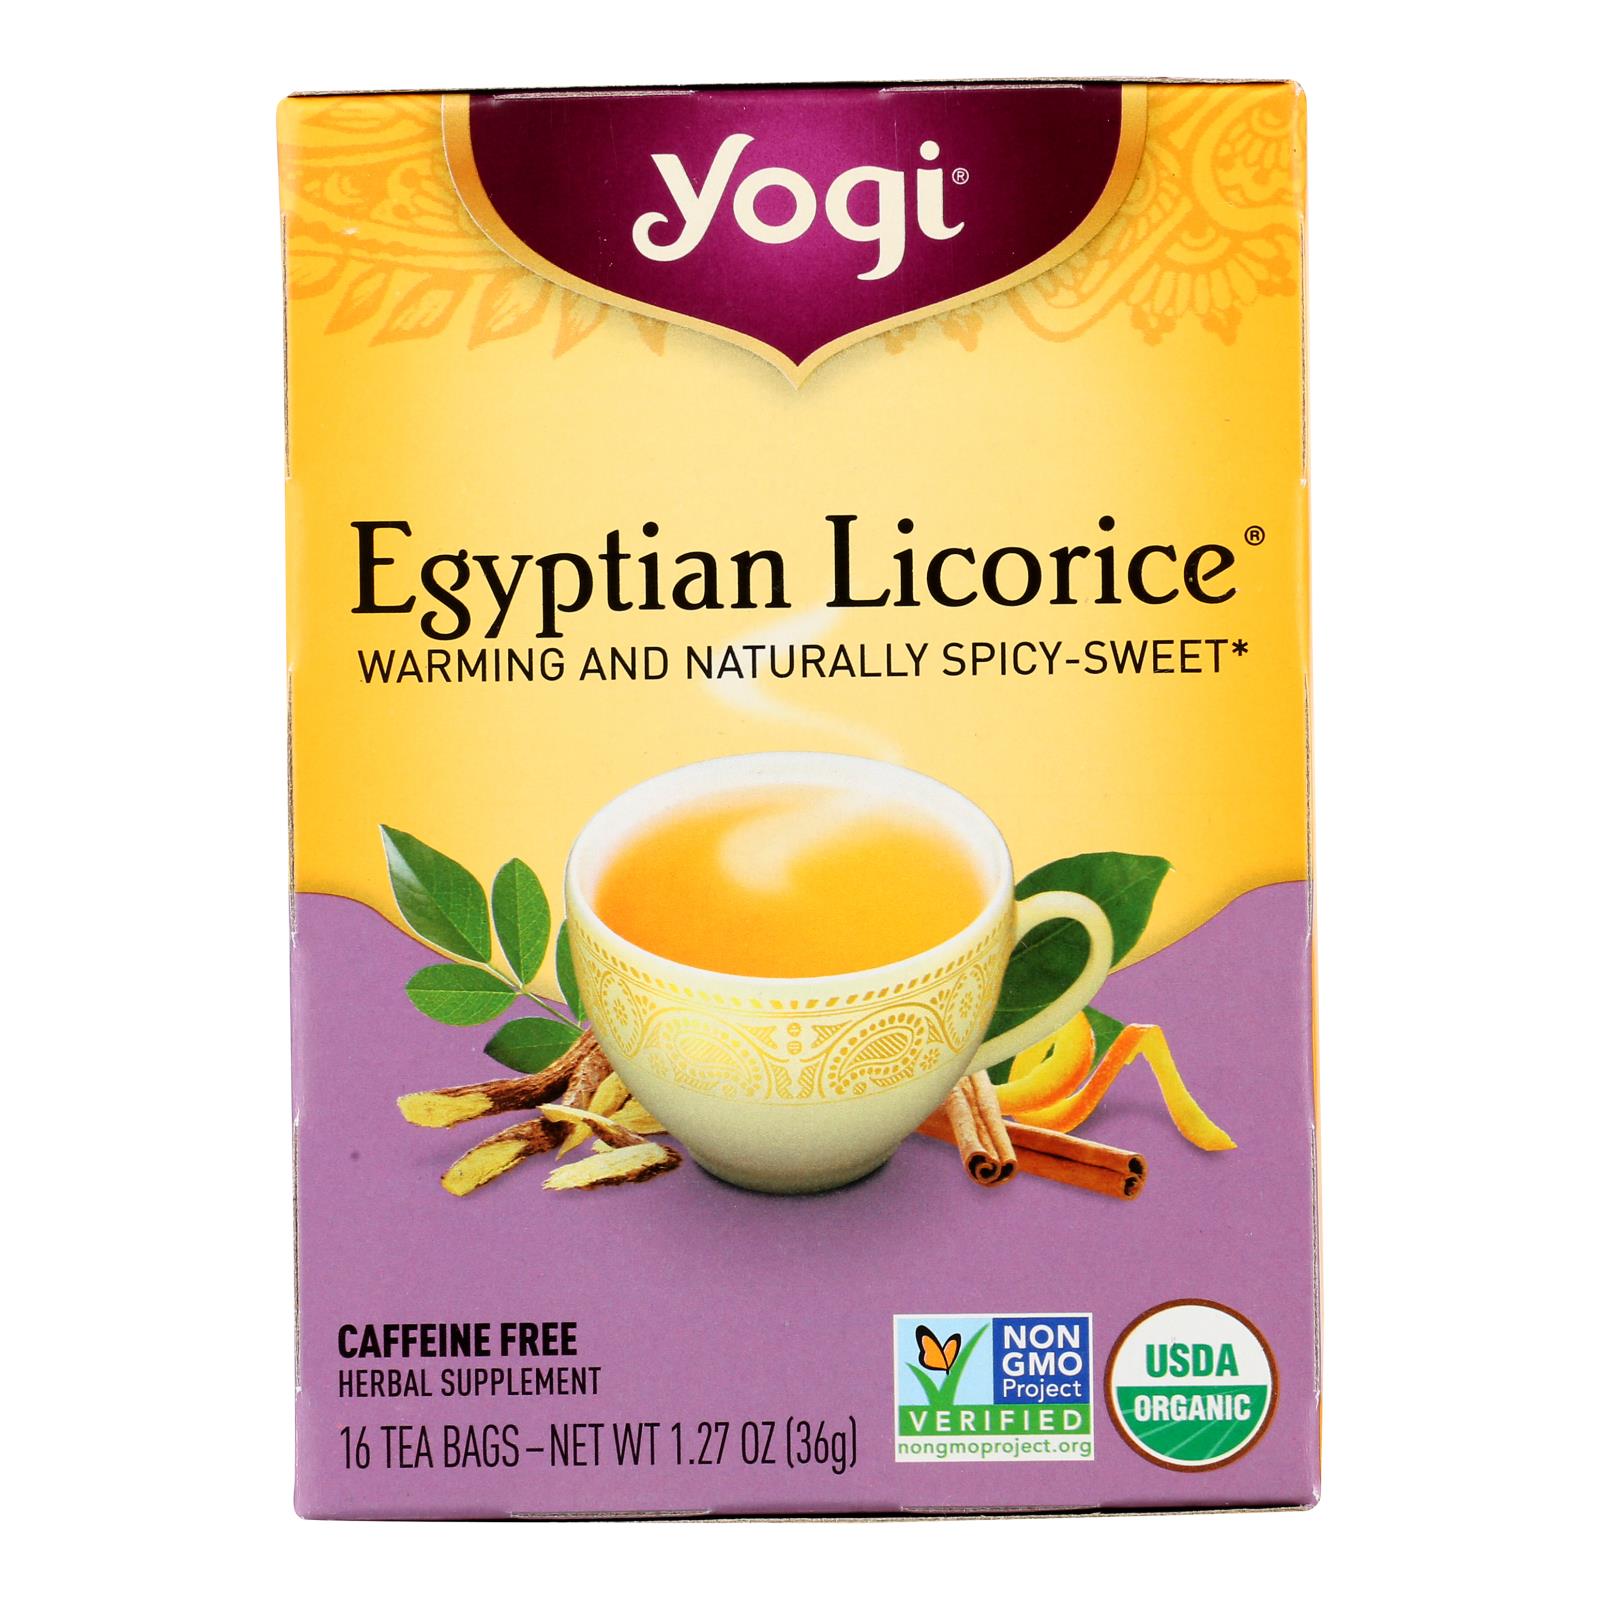 yogi®
Egyptian Licorice®
WARMING AND NATURALLY SPICY-SWEET*
CAFFEINE FREE
HERBAL SUPPLEMENT
16 TEA BAGS – NET WT 1.27 OZ (36g)
NON
GMO
Project
VERIFIED
nongmoproject.org
USDA
ORGANIC